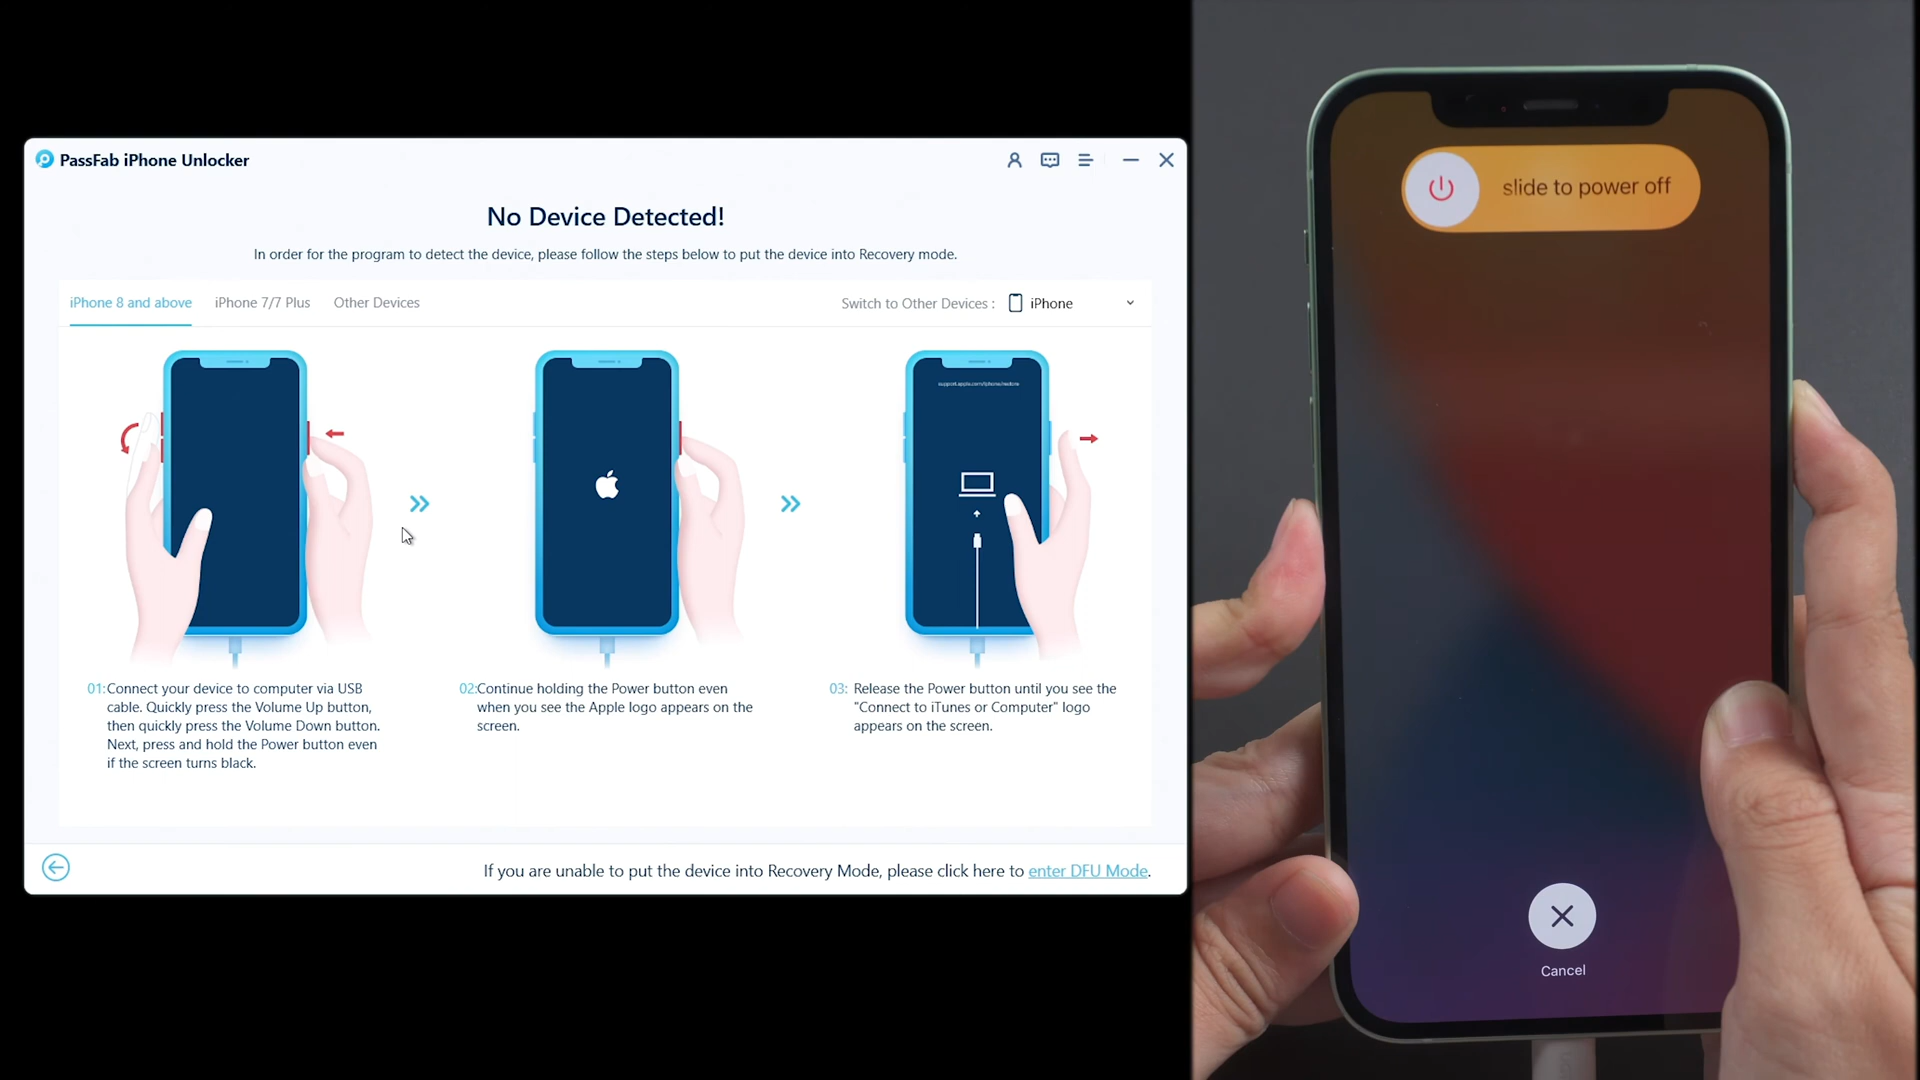 PassFab iPhone Unlocker
No Device Detected!
In order for the program to detect the device, please follow the steps below to put the device into Recovery mode.
iPhone 8 and above
iPhone 7/7 Plus
Other Devices
Switch to Other Devices :
iPhone
support.apple.com/iphone/restore
01:Connect your device to computer via USB
cable. Quickly press the Volume Up button,
then quickly press the Volume Down button.
Next, press and hold the Power button even
if the screen turns black.
02:Continue holding the Power button even
when you see the Apple logo appears on the
screen.
03: Release the Power button until you see the
"Connect to iTunes or Computer" logo
appears on the screen.
If you are unable to put the device into Recovery Mode, please click here to enter DFU Mode.
slide to power off
Cancel